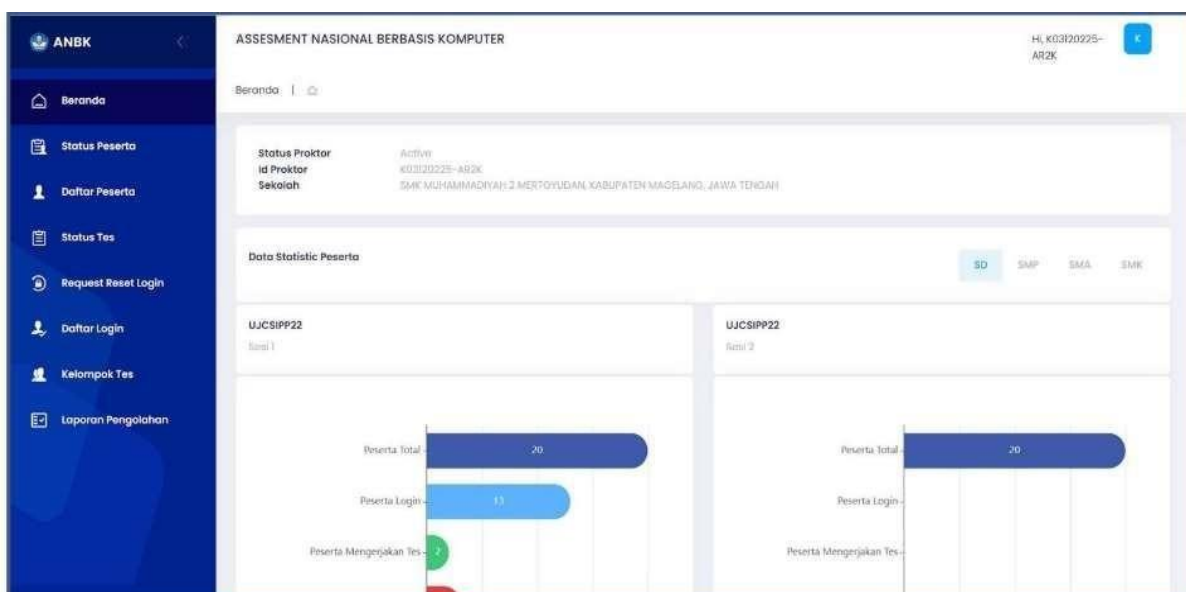 ANBK
ASSESMENT NASIONAL BERBASIS KOMPUTER
Hi, K03120225-
AR2K
K
Beranda
Status Peserta
Daftar Peserta
Status Tes
Request Reset Login
Daftar Login
Kelompok Tes
Laporan Pengolahan
Beranda |
Status Proktor Active
Id Proktor K03120225-AR2K
Sekolah SMK MUHAMMADIYAH 2 MERTOYUDAN, KABUPATEN MAGELANG, JAWA TENGAH
Data Statistic Peserta
SD SMP SMA SMK
UJCSIPP22
Sesi 1
Peserta Total 20
Peserta Login 13
Peserta Mengerjakan Tes 2
UJCSIPP22
Sesi 2
Peserta Total 20
Peserta Login
Peserta Mengerjakan Tes